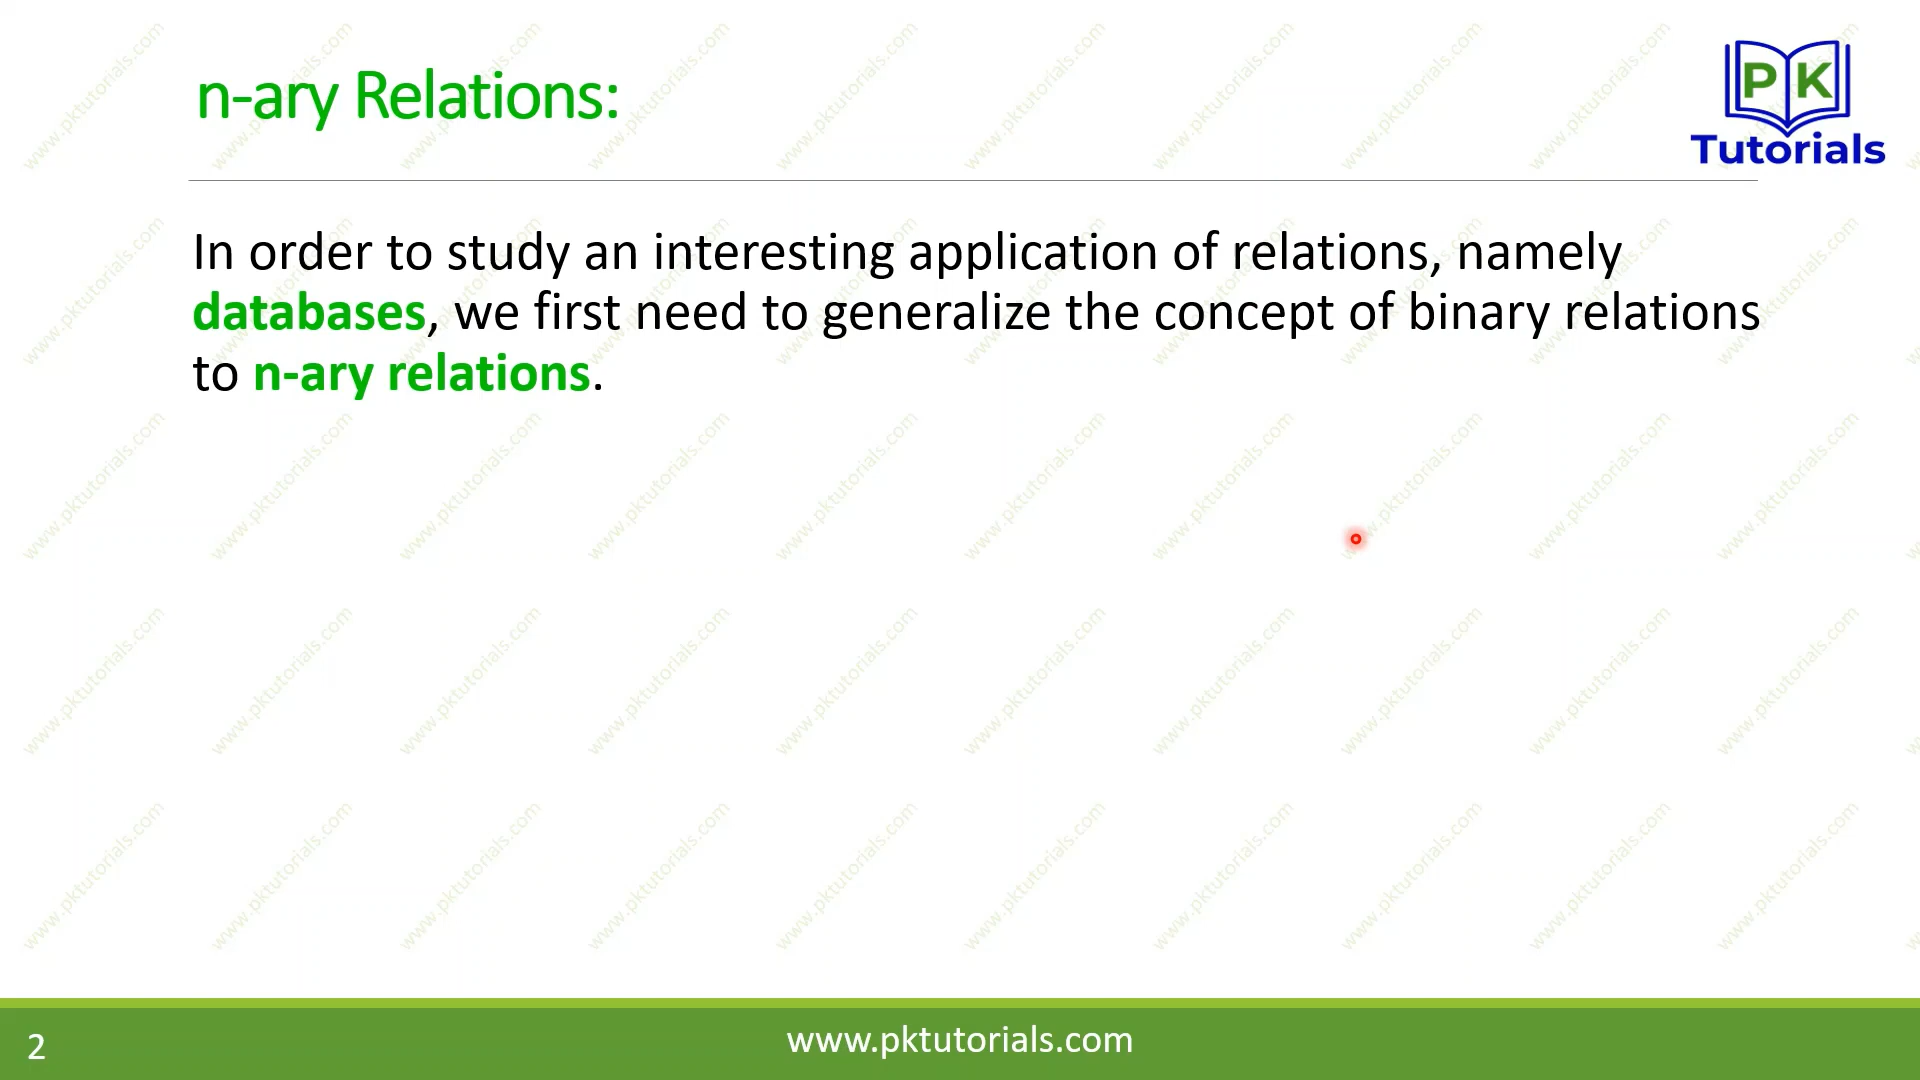 n-ary Relations:
PK
Tutorials
In order to study an interesting application of relations, namely
databases, we first need to generalize the concept of binary relations
to n-ary relations.
2
www.pktutorials.com